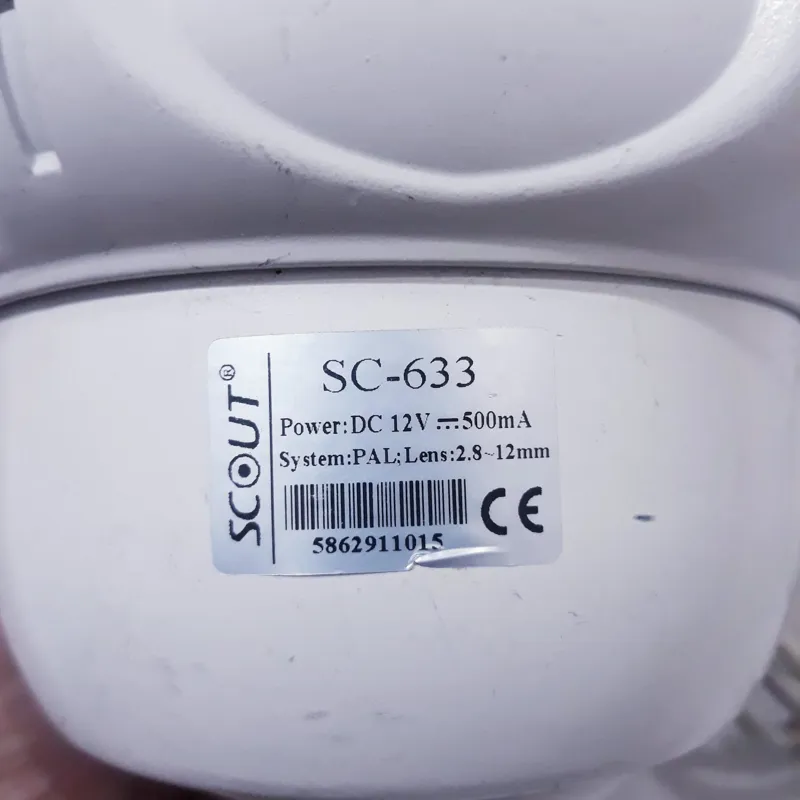 SCOUT®
SC-633
Power:DC 12V ⎓500mA
System:PAL;Lens:2.8~12mm
CE
5862911015